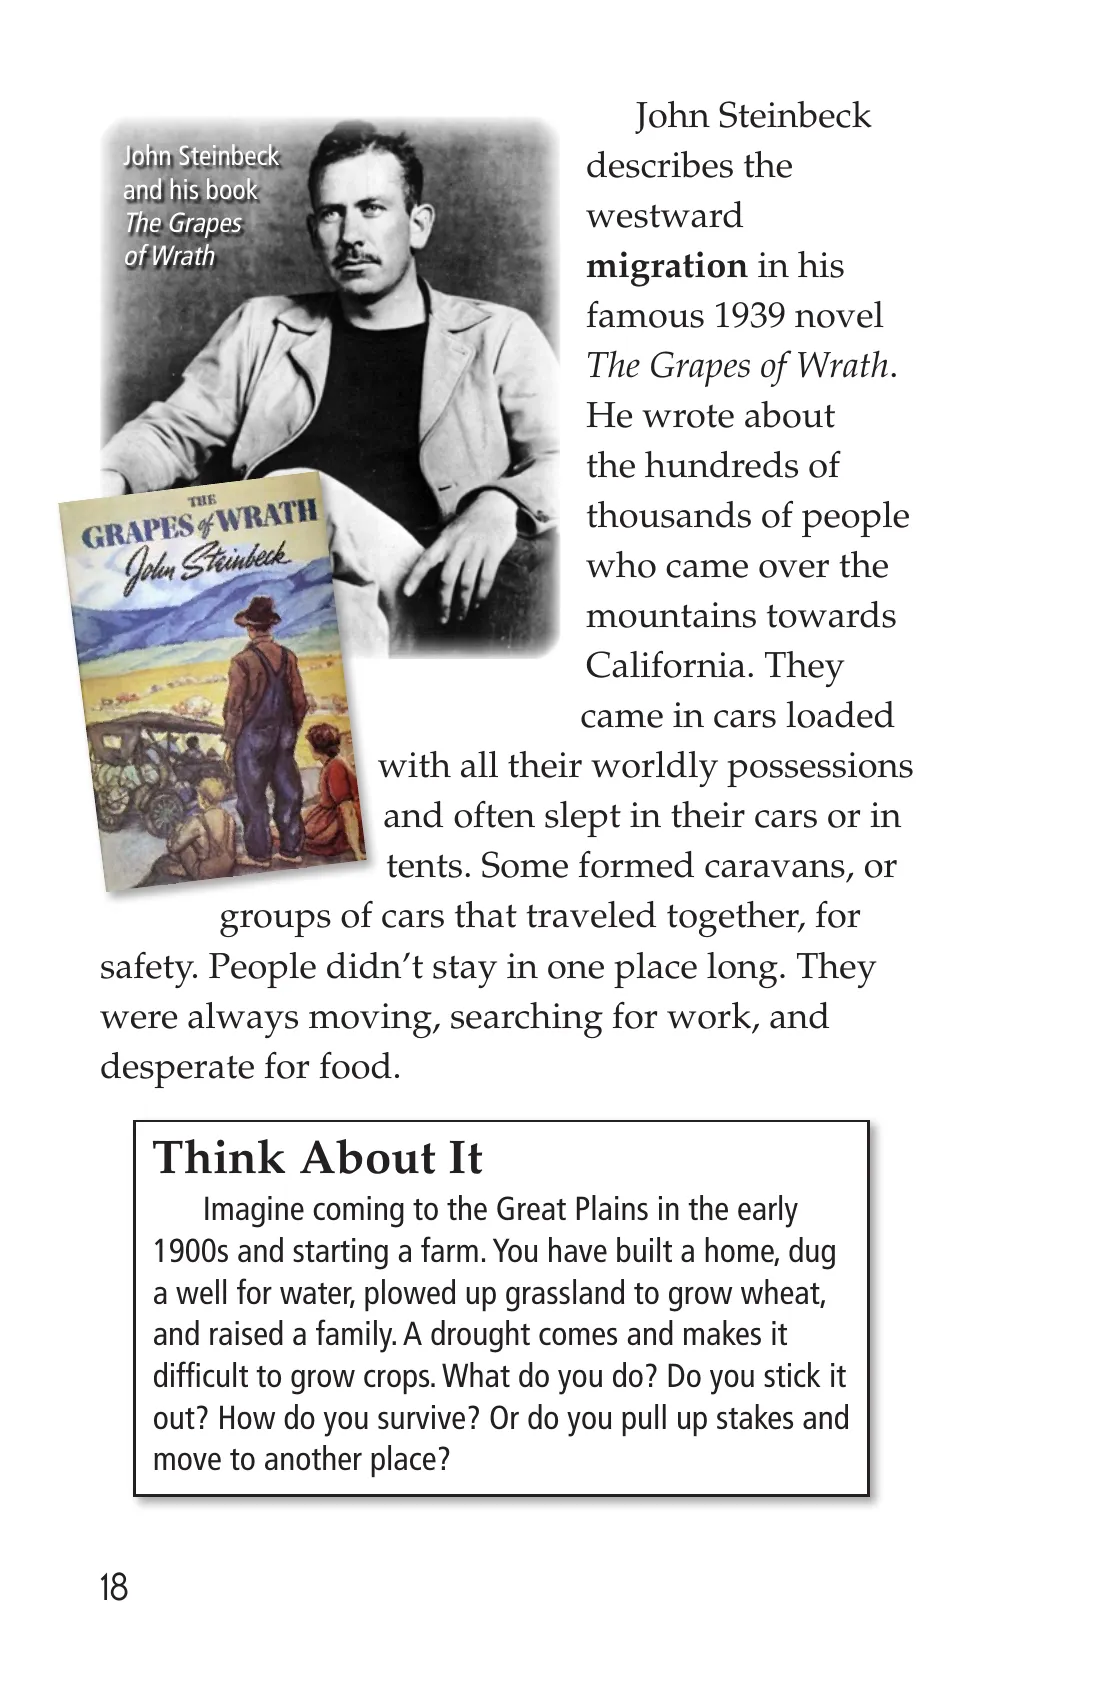 John Steinbeck
and his book
The Grapes
of Wrath
THE
GRAPES of WRATH
John Steinbeck
John Steinbeck
describes the
westward
migration in his
famous 1939 novel
The Grapes of Wrath.
He wrote about
the hundreds of
thousands of people
who came over the
mountains towards
California. They
came in cars loaded
with all their worldly possessions
and often slept in their cars or in
tents. Some formed caravans, or
groups of cars that traveled together, for
safety. People didn’t stay in one place long. They
were always moving, searching for work, and
desperate for food.
Think About It
Imagine coming to the Great Plains in the early
1900s and starting a farm. You have built a home, dug
a well for water, plowed up grassland to grow wheat,
and raised a family. A drought comes and makes it
difficult to grow crops. What do you do? Do you stick it
out? How do you survive? Or do you pull up stakes and
move to another place?
18